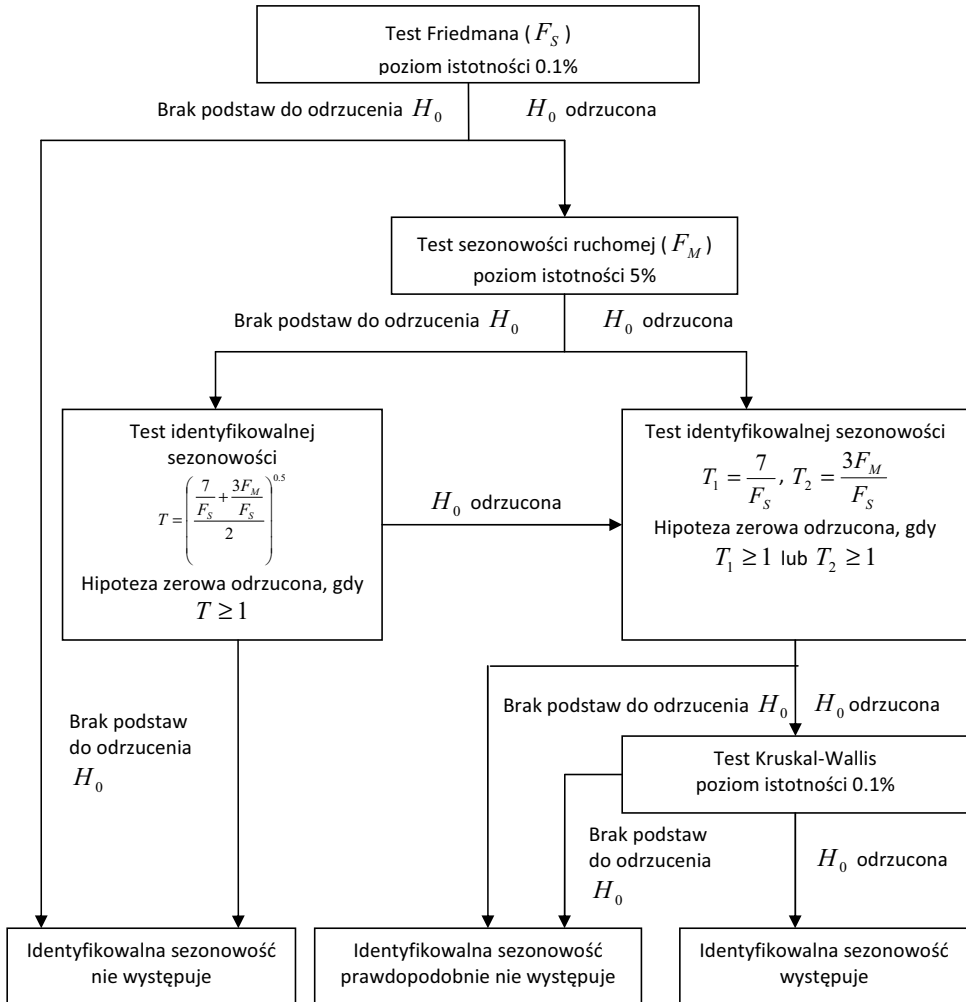 Test Friedmana ( F_S )
poziom istotności 0.1%
Brak podstaw do odrzucenia H_0
H_0 odrzucona
Test sezonowości ruchomej ( F_M )
poziom istotności 5%
Brak podstaw do odrzucenia H_0
H_0 odrzucona
Test identyfikowalnej
sezonowości
T = ( ( 7/F_S + 3F_M/F_S ) / 2 )^0.5
Hipoteza zerowa odrzucona, gdy
T ≥ 1
H_0 odrzucona
Test identyfikowalnej sezonowości
T_1 = 7/F_S , T_2 = 3F_M/F_S
Hipoteza zerowa odrzucona, gdy
T_1 ≥ 1 lub T_2 ≥ 1
Brak podstaw
do odrzucenia
H_0
Brak podstaw do odrzucenia H_0
H_0 odrzucona
Test Kruskal-Wallis
poziom istotności 0.1%
Brak podstaw
do odrzucenia
H_0
H_0 odrzucona
Identyfikowalna sezonowość
nie występuje
Identyfikowalna sezonowość
prawdopodobnie nie występuje
Identyfikowalna sezonowość
występuje